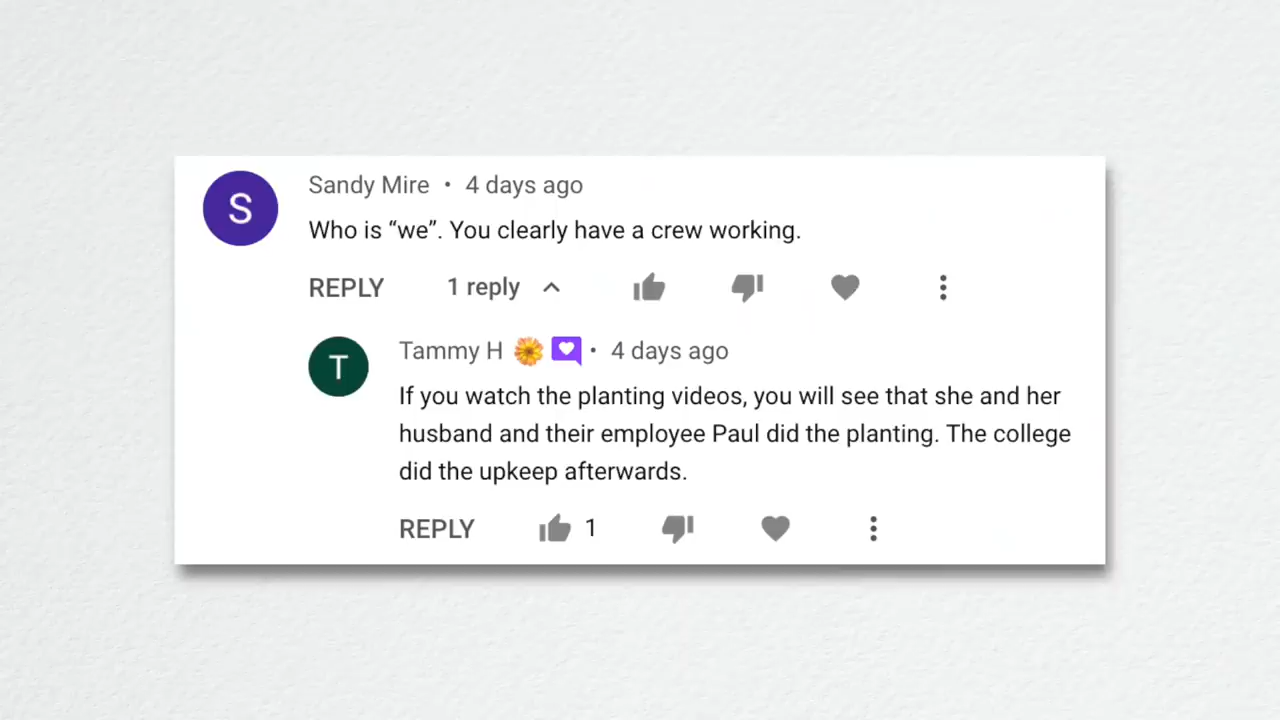 S
Sandy Mire • 4 days ago
Who is “we”. You clearly have a crew working.
REPLY 1 reply
T
Tammy H • 4 days ago
If you watch the planting videos, you will see that she and her
husband and their employee Paul did the planting. The college
did the upkeep afterwards.
REPLY 1